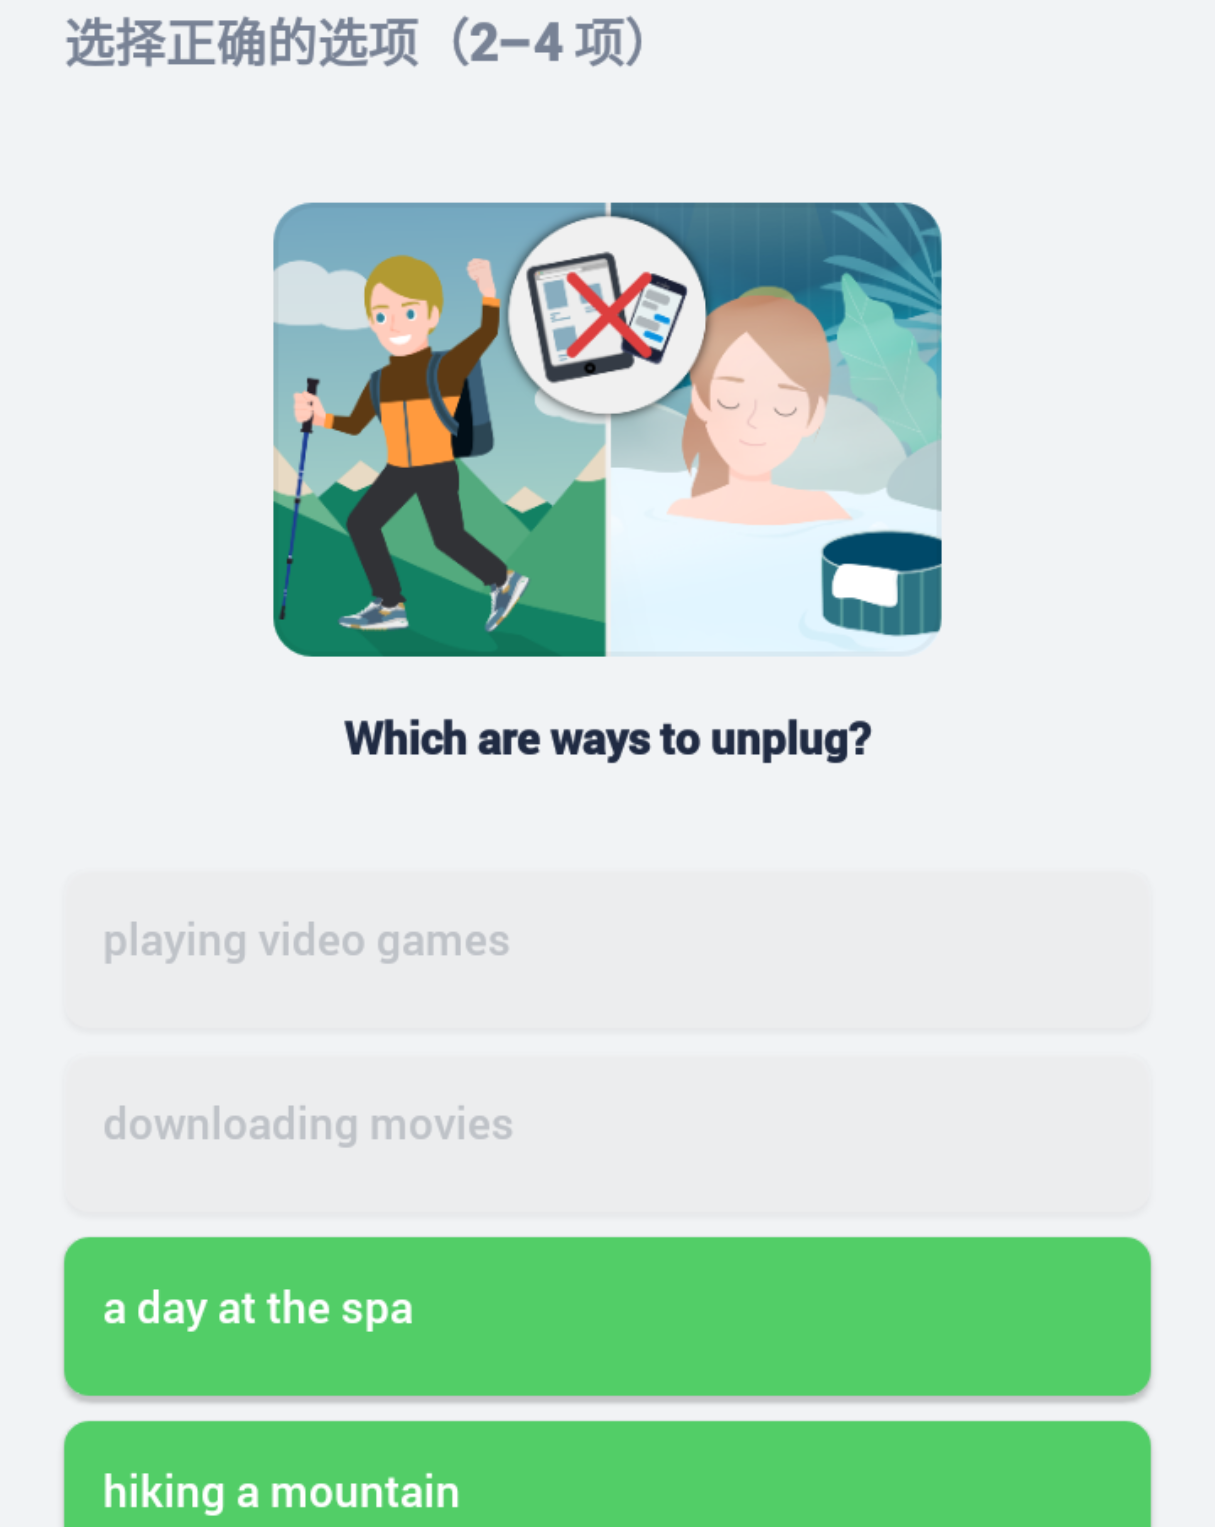 选择正确的选项（2–4 项）
Which are ways to unplug?
playing video games
downloading movies
a day at the spa
hiking a mountain